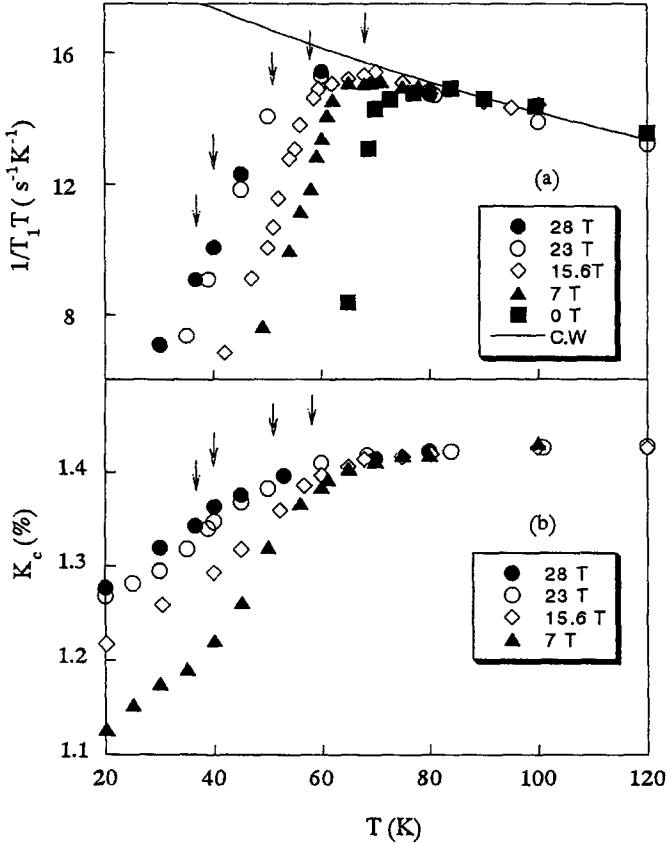 16
12
8
1/T₁T ( s⁻¹K⁻¹)
(a)
28 T
23 T
15.6T
7 T
0 T
C.W
1.4
1.3
1.2
1.1
K_c (%)
(b)
28 T
23 T
15.6 T
7 T
20
40
60
80
100
120
T (K)